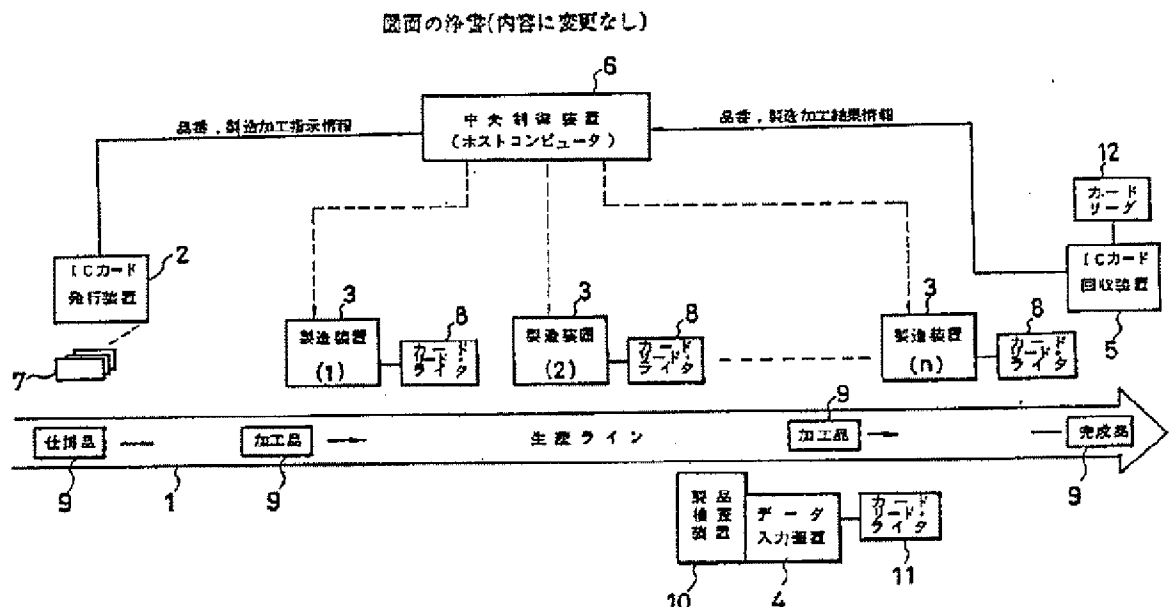 図面の浄書(内容に変更なし)
6
中央制御装置
(ホストコンピュータ)
品番,製造加工指示情報
品番,製造加工結果情報
12
カード
リーダ
2
ICカード
発行装置
ICカード
回収装置
5
7
3
製造装置
(1)
8
カード・
リード・
ライタ
3
製造装置
(2)
8
カード・
リード・
ライタ
3
製造装置
(n)
8
カード・
リード・
ライタ
仕掛品
加工品
生産ライン
9
加工品
完成品
9
1
9
9
製品
検査
装置
データ
入力装置
カード・
リード・
ライタ
10
4
11